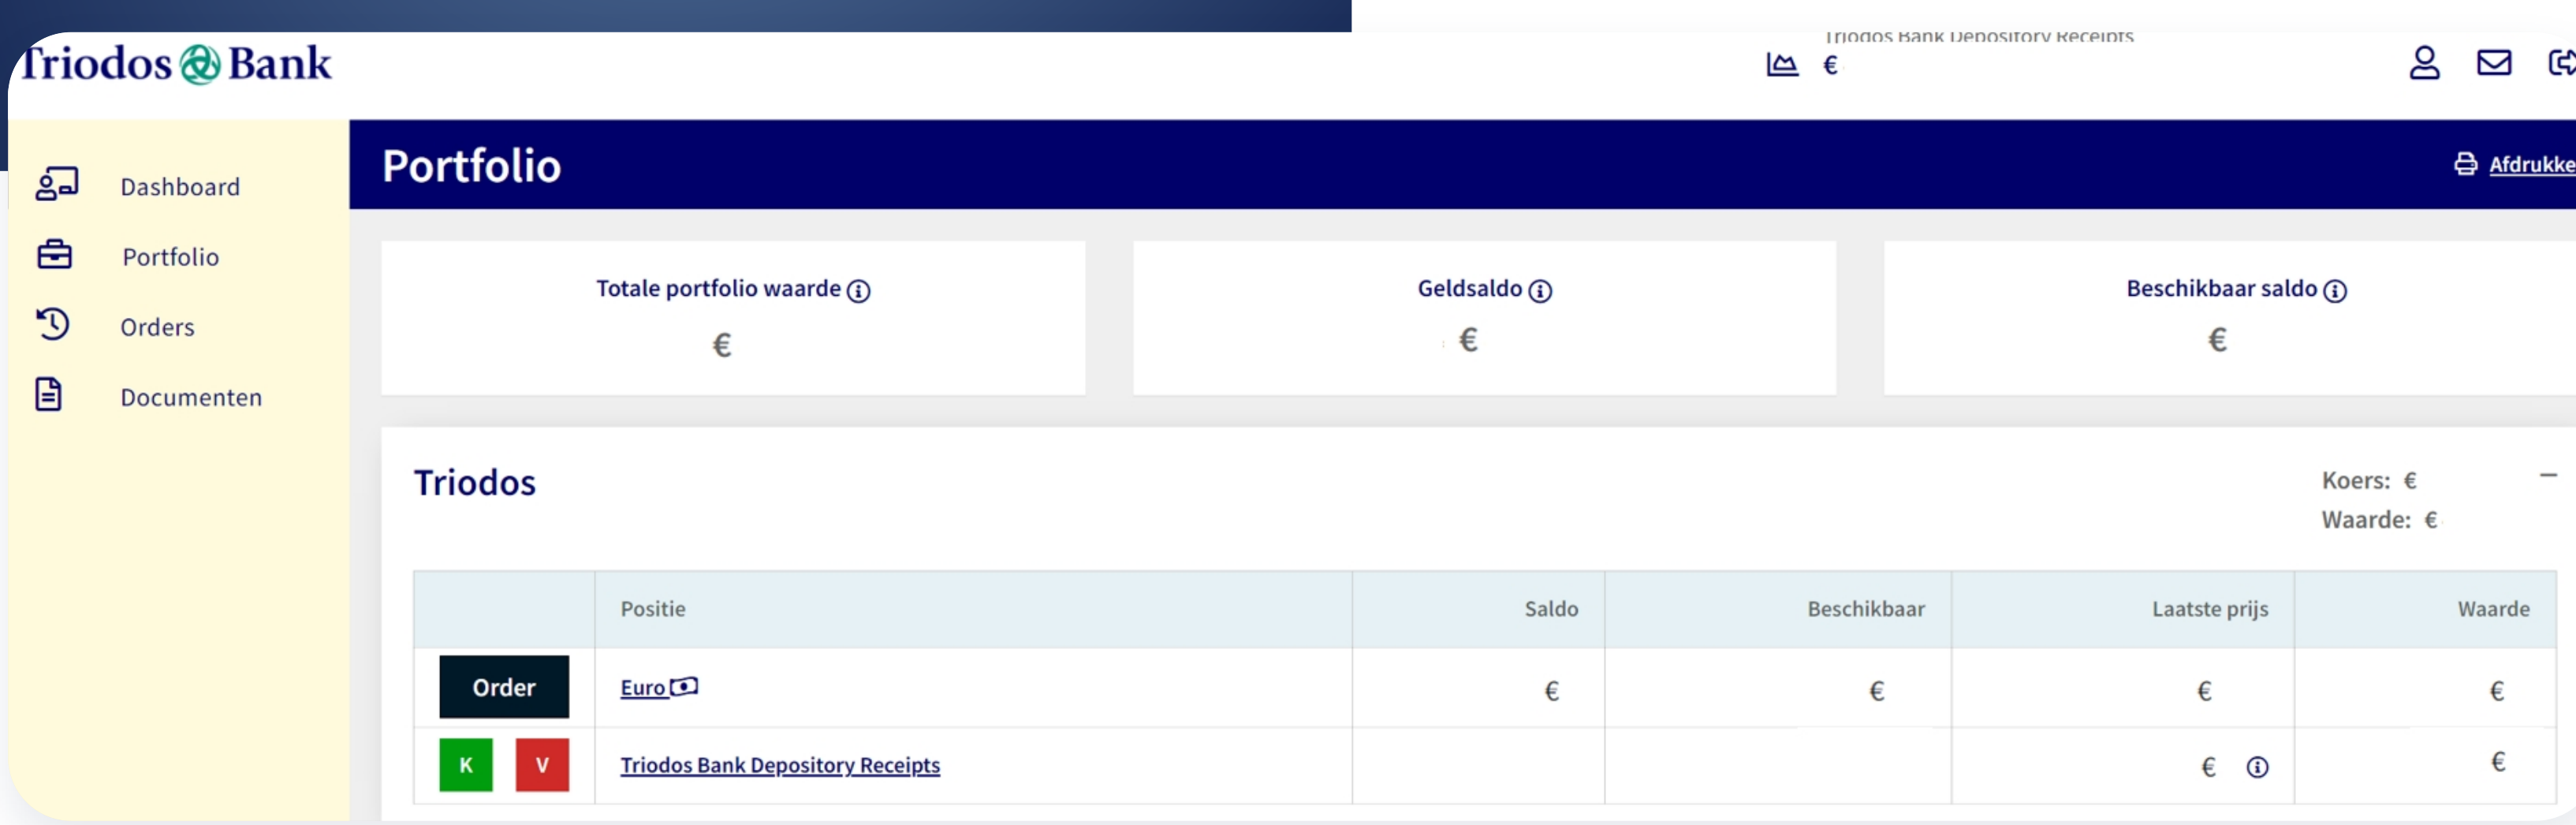 Triodos Bank
Triodos Bank Depository Receipts
€
Dashboard
Portfolio
Orders
Documenten
Portfolio
Afdrukke
Totale portfolio waarde
€
Geldsaldo
€
Beschikbaar saldo
€
Triodos
Koers: €
Waarde: €
Positie Saldo Beschikbaar Laatste prijs Waarde
Order Euro € € € €
K V Triodos Bank Depository Receipts € €